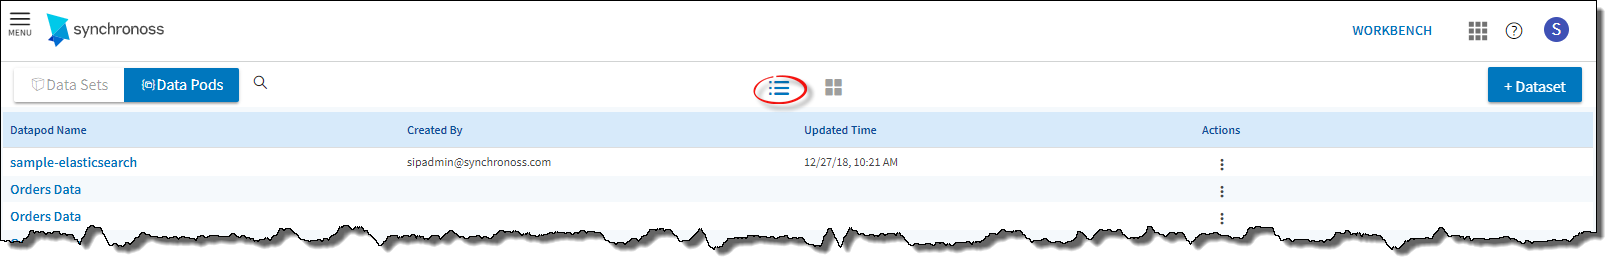 MENU
synchronoss
WORKBENCH
?
S
Data Sets
Data Pods
+ Dataset
Datapod Name Created By Updated Time Actions
sample-elasticsearch sipadmin@synchronoss.com 12/27/18, 10:21 AM
Orders Data
Orders Data